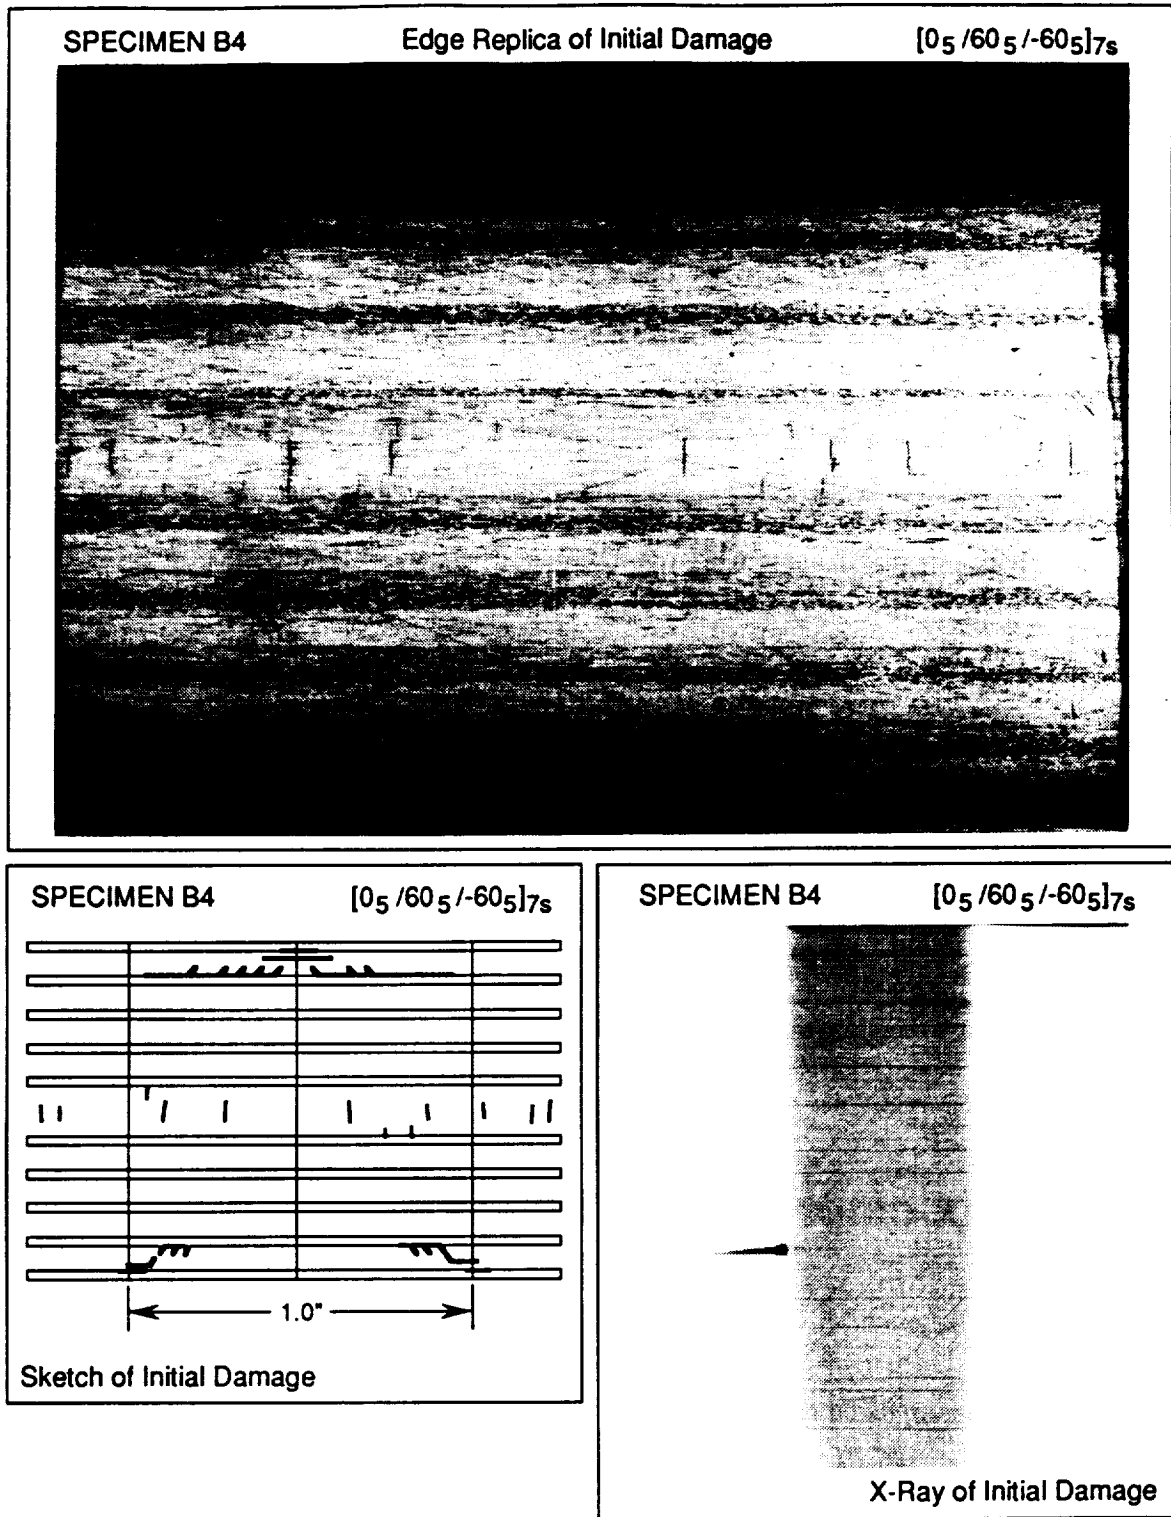 SPECIMEN B4 Edge Replica of Initial Damage [0₅/60₅/-60₅]₇ₛ
SPECIMEN B4 [0₅/60₅/-60₅]₇ₛ
1.0"
Sketch of Initial Damage
SPECIMEN B4 [0₅/60₅/-60₅]₇ₛ
X-Ray of Initial Damage